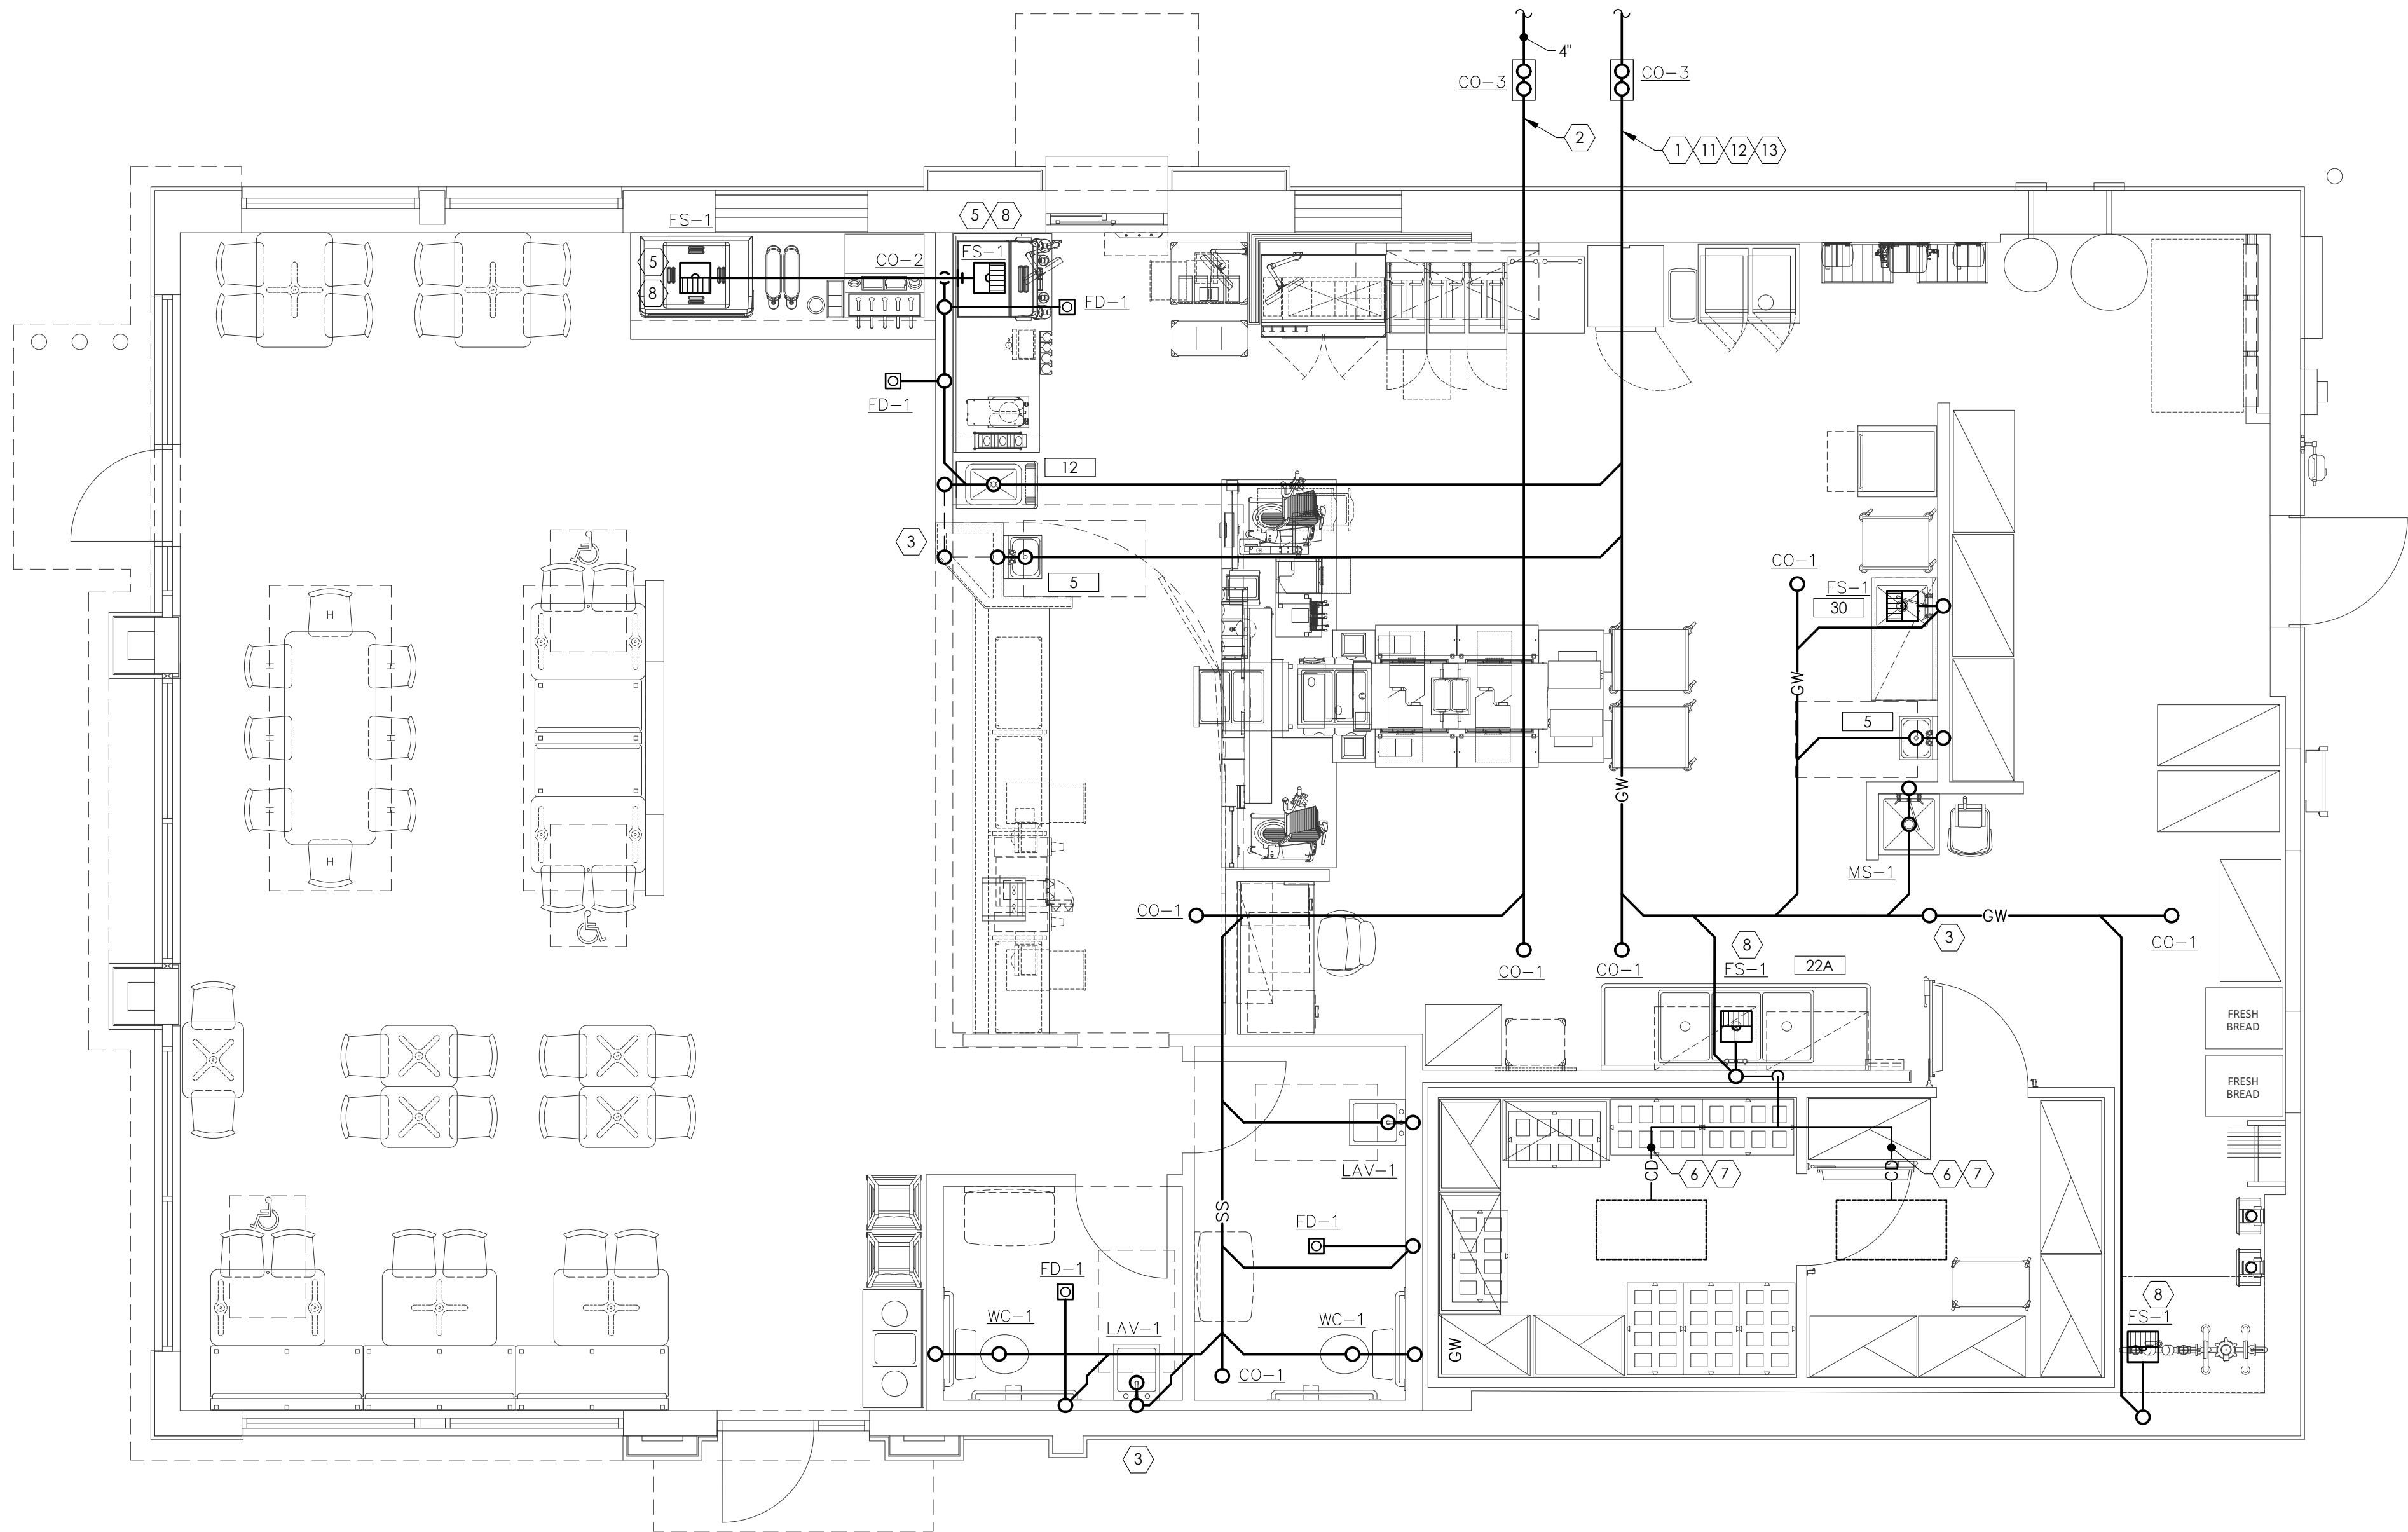 4"
CO-3
CO-3
2
1 11 12 13
FS-1
5 8
FS-1
5
CO-2
8
FD-1
FD-1
12
3
5
CO-1
FS-1
30
H
H
H
H
H
H
H
H
GW
5
GW
MS-1
CO-1
GW
8
3
CO-1
CO-1
CO-1
FS-1
22A
FRESH
BREAD
FRESH
BREAD
LAV-1
CD
6 7
CD
6 7
SS
FD-1
FD-1
8
WC-1
LAV-1
WC-1
FS-1
GW
CO-1
3